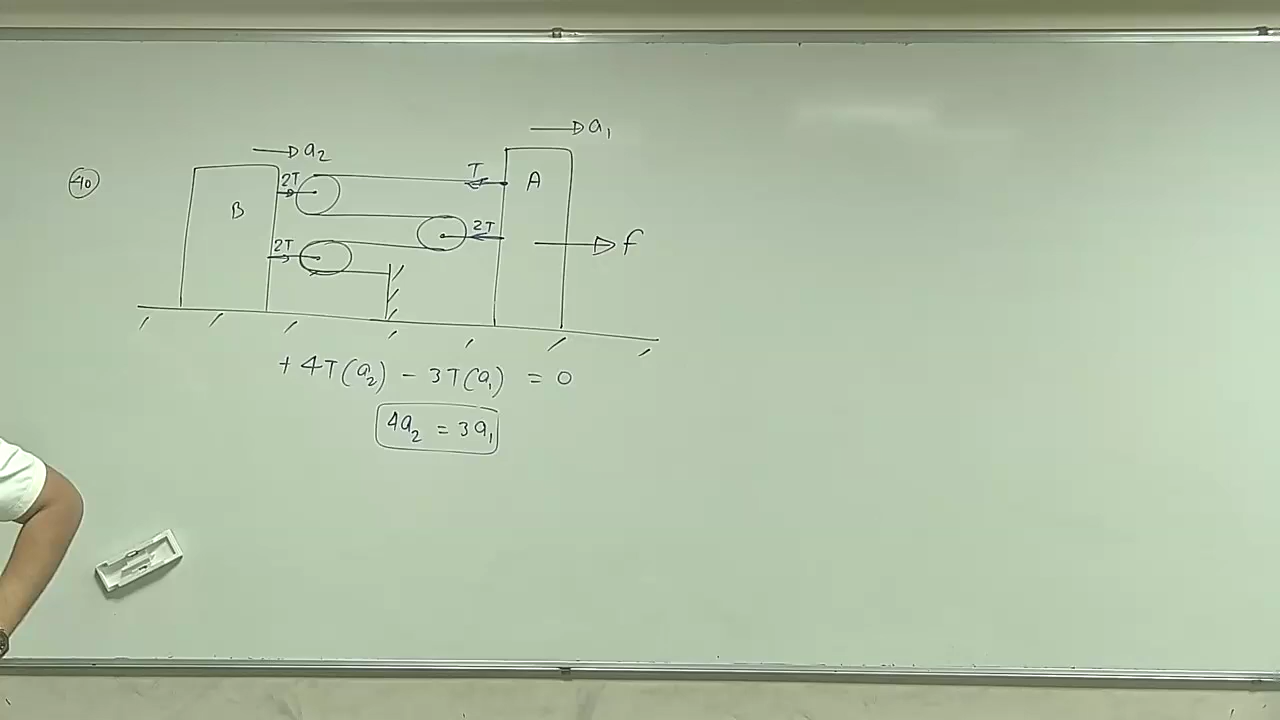 a₁
a₂
40
2T
T
A
B
2T
f
2T
+ 4T(a₂) – 3T(a₁) = 0
4a₂ = 3a₁